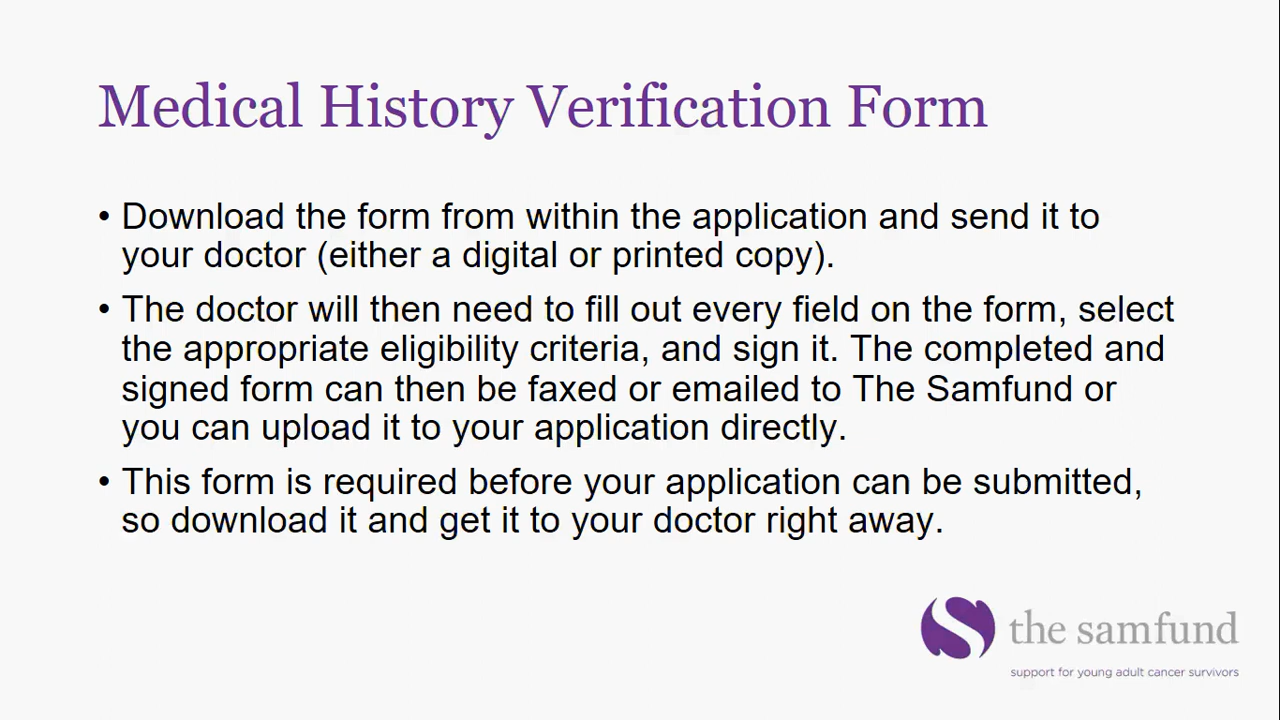 Medical History Verification Form
• Download the form from within the application and send it to
your doctor (either a digital or printed copy).
• The doctor will then need to fill out every field on the form, select
the appropriate eligibility criteria, and sign it. The completed and
signed form can then be faxed or emailed to The Samfund or
you can upload it to your application directly.
• This form is required before your application can be submitted,
so download it and get it to your doctor right away.
the samfund
support for young adult cancer survivors